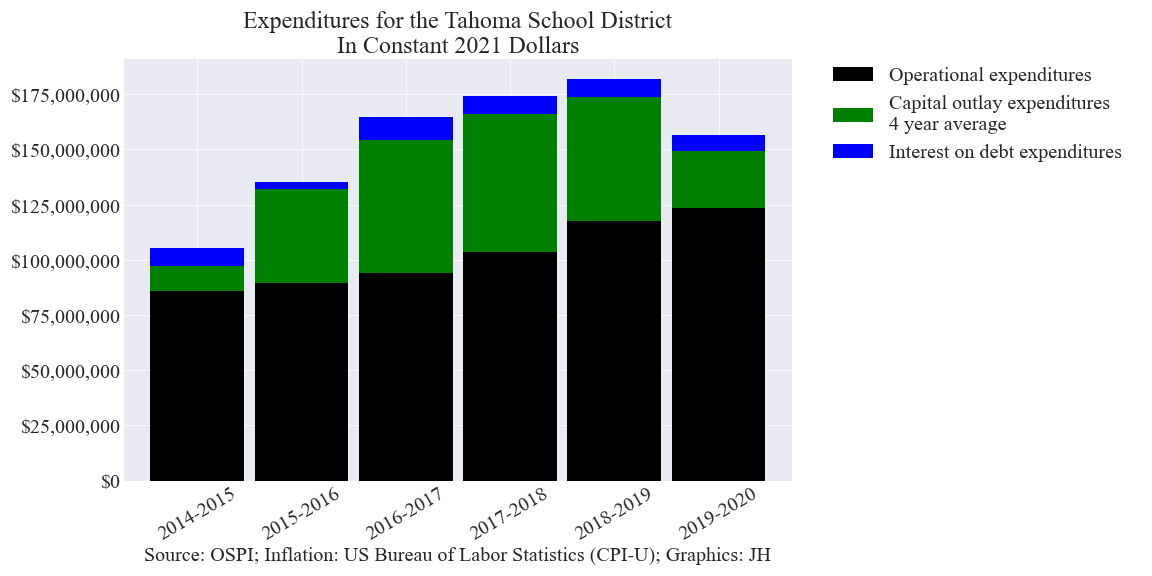 Expenditures for the Tahoma School District
In Constant 2021 Dollars
Operational expenditures
Capital outlay expenditures
4 year average
Interest on debt expenditures
$175,000,000
$150,000,000
$125,000,000
$100,000,000
$75,000,000
$50,000,000
$25,000,000
$0
2014-2015
2015-2016
2016-2017
2017-2018
2018-2019
2019-2020
Source: OSPI; Inflation: US Bureau of Labor Statistics (CPI-U); Graphics: JH